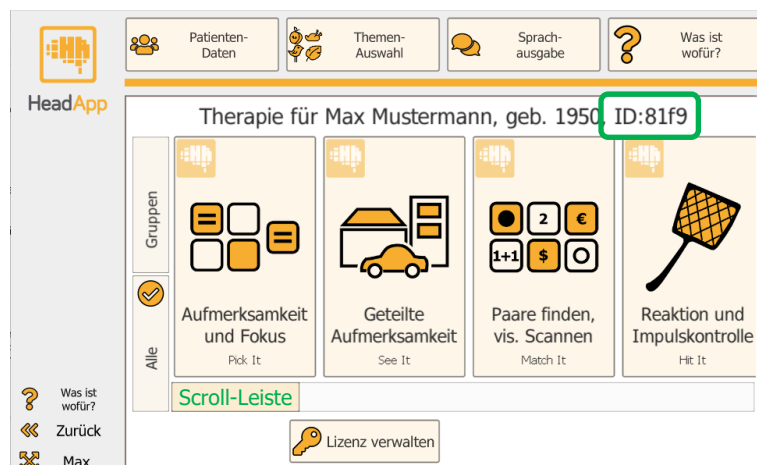 Patienten-
Daten
Themen-
Auswahl
Sprach-
ausgabe
Was ist
wofür?
HeadApp
Therapie für Max Mustermann, geb. 1950, ID:81f9
Gruppen
Alle
2 €
1+1 $
Aufmerksamkeit
und Fokus
Pick It
Geteilte
Aufmerksamkeit
See It
Paare finden,
vis. Scannen
Match It
Reaktion und
Impulskontrolle
Hit It
Scroll-Leiste
Was ist
wofür?
Zurück
Max
Lizenz verwalten